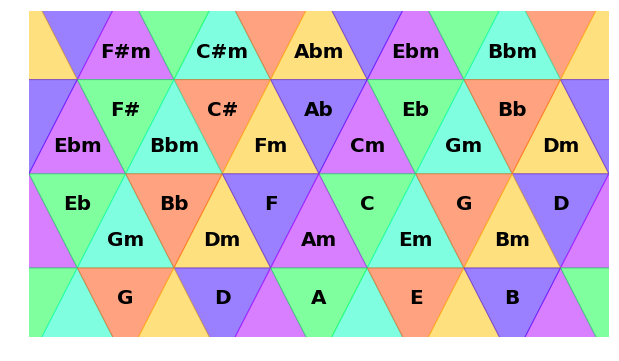 F#m C#m Abm Ebm Bbm
F# C# Ab Eb Bb
Ebm Bbm Fm Cm Gm Dm
Eb Bb F C G D
Gm Dm Am Em Bm
G D A E B